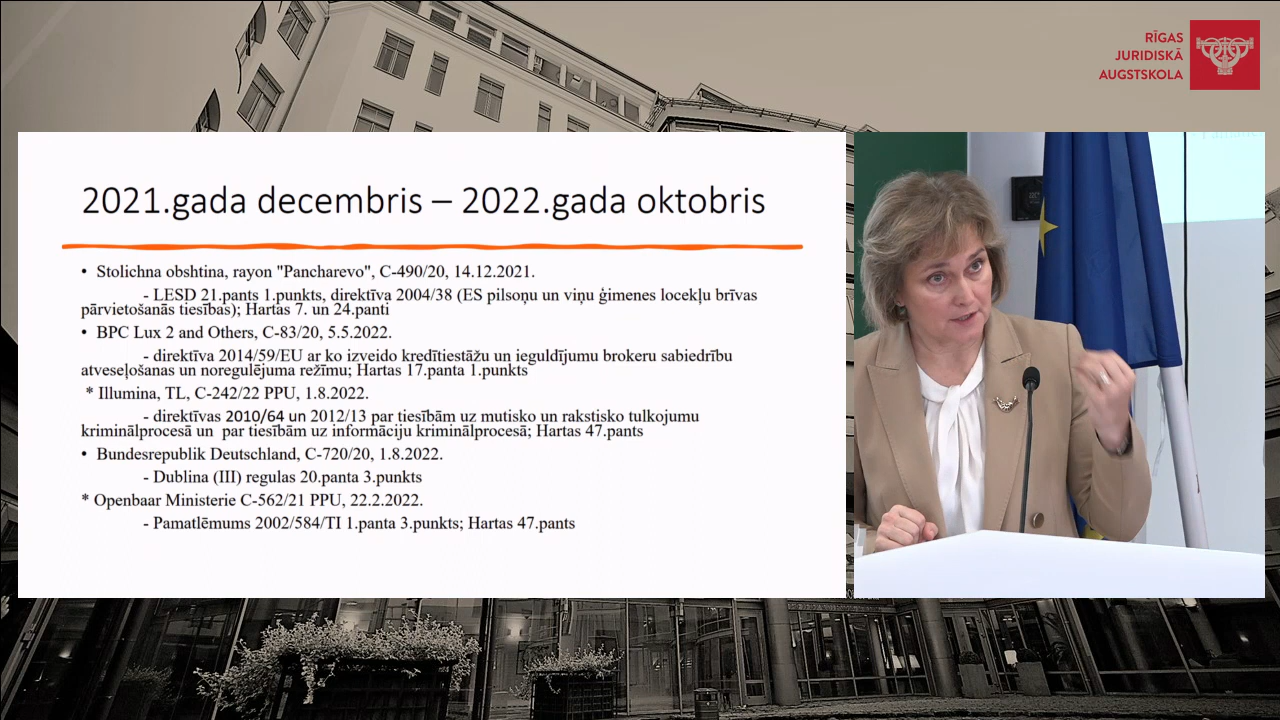 RĪGAS
JURIDISKĀ
AUGSTSKOLA
2021.gada decembris – 2022.gada oktobris
• Stolichna obshtina, rayon "Pancharevo", C-490/20, 14.12.2021.
- LESD 21.pants 1.punkts, direktīva 2004/38 (ES pilsoņu un viņu ģimenes locekļu brīvas
pārvietošanās tiesības); Hartas 7. un 24.panti
• BPC Lux 2 and Others, C-83/20, 5.5.2022.
- direktīva 2014/59/EU ar ko izveido kredītiestāžu un ieguldījumu brokeru sabiedrību
atveseļošanas un noregulējuma režīmu; Hartas 17.panta 1.punkts
* Illumina, TL, C-242/22 PPU, 1.8.2022.
- direktīvas 2010/64 un 2012/13 par tiesībām uz mutisko un rakstisko tulkojumu
kriminālprocesā un par tiesībām uz informāciju kriminālprocesā; Hartas 47.pants
• Bundesrepublik Deutschland, C-720/20, 1.8.2022.
- Dublina (III) regulas 20.panta 3.punkts
* Openbaar Ministerie C-562/21 PPU, 22.2.2022.
- Pamatlēmums 2002/584/TI 1.panta 3.punkts; Hartas 47.pants